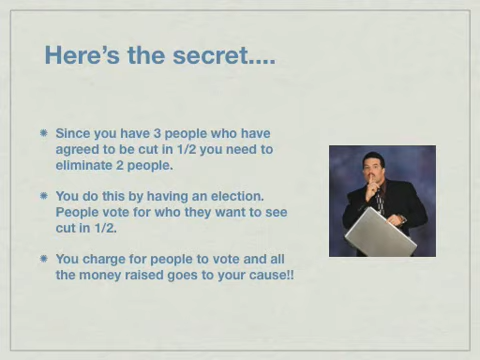 Here's the secret....
Since you have 3 people who have
agreed to be cut in 1/2 you need to
eliminate 2 people.
You do this by having an election.
People vote for who they want to see
cut in 1/2.
You charge for people to vote and all
the money raised goes to your cause!!